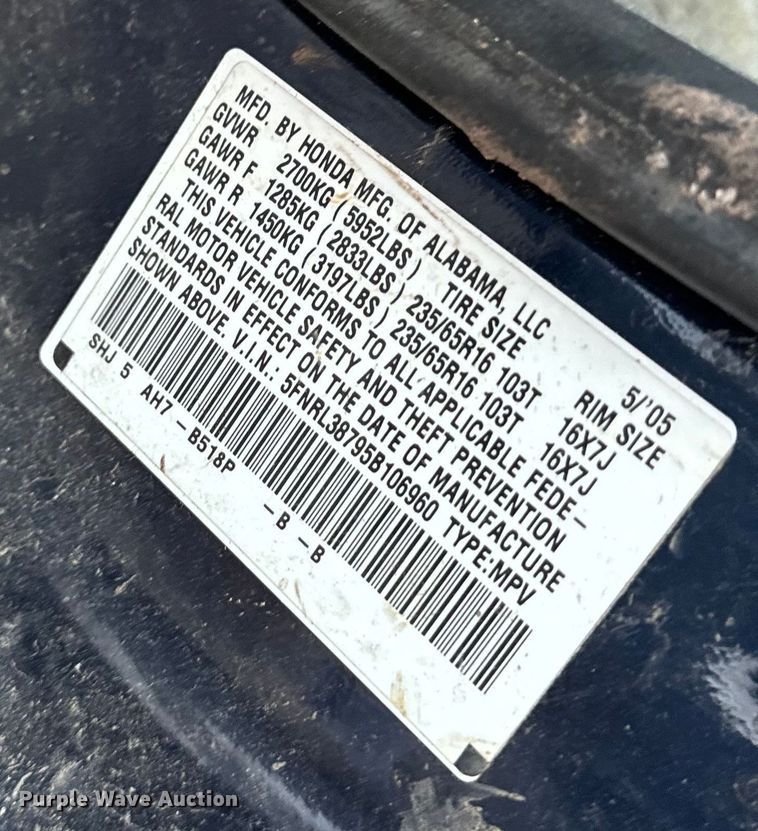 MFD. BY HONDA MFG. OF ALABAMA, LLC 5/'05
GVWR 2700KG (5952LBS) TIRE SIZE RIM SIZE
GAWR F 1285KG (2833LBS) 235/65R16 103T 16X7J
GAWR R 1450KG (3197LBS) 235/65R16 103T 16X7J
THIS VEHICLE CONFORMS TO ALL APPLICABLE FEDE-
RAL MOTOR VEHICLE SAFETY AND THEFT PREVENTION
STANDARDS IN EFFECT ON THE DATE OF MANUFACTURE
SHOWN ABOVE. V.I.N.: 5FNRL38795B106960 TYPE:MPV
SHJ 5 AH7 -B518P -B -B
Purple Wave Auction